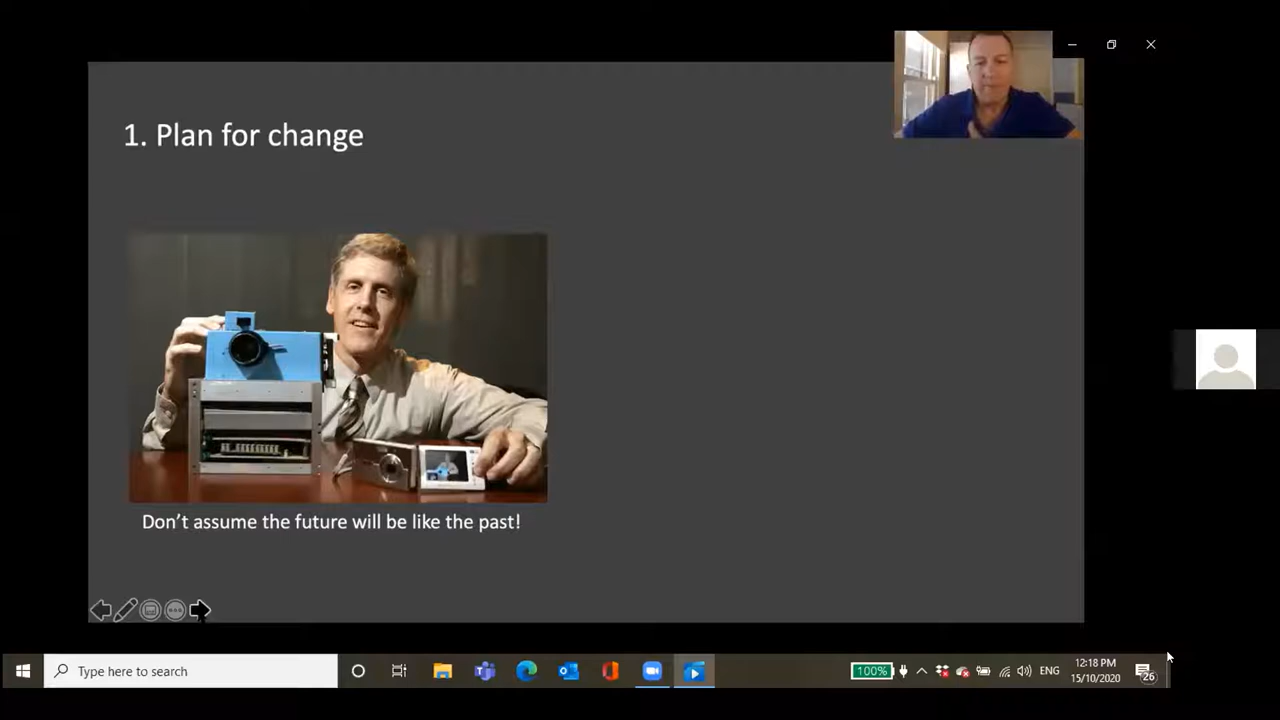 1. Plan for change
Don't assume the future will be like the past!
Type here to search
100%
ENG
12:18 PM
15/10/2020
26